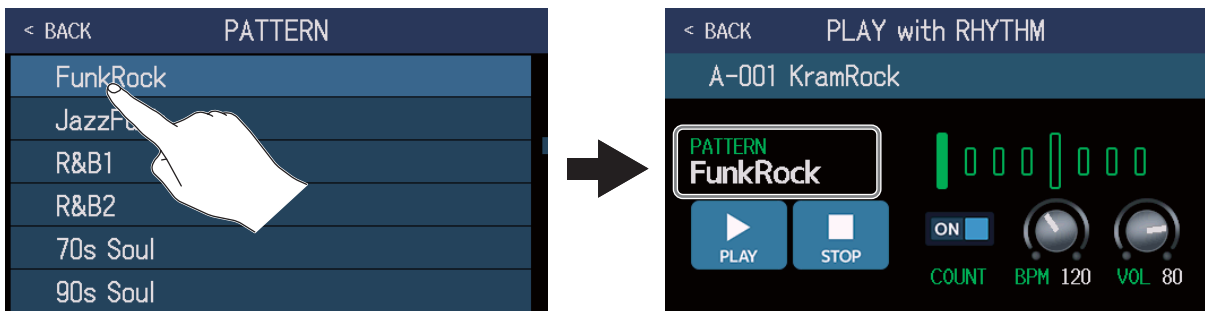 < BACK PATTERN
FunkRock
R&B1
R&B2
70s Soul
90s Soul
< BACK PLAY with RHYTHM
A-001 KramRock
PATTERN
FunkRock
PLAY STOP
ON
COUNT BPM 120 VOL 80